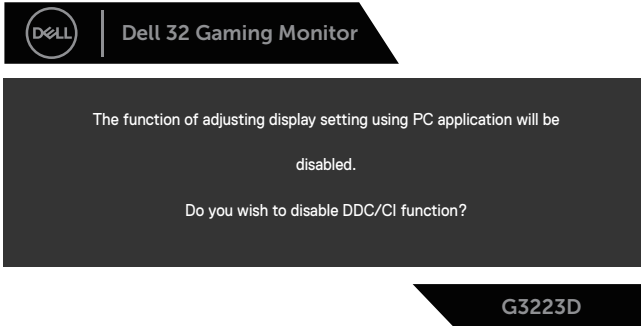 DELL
Dell 32 Gaming Monitor
The function of adjusting display setting using PC application will be
disabled.
Do you wish to disable DDC/CI function?
G3223D